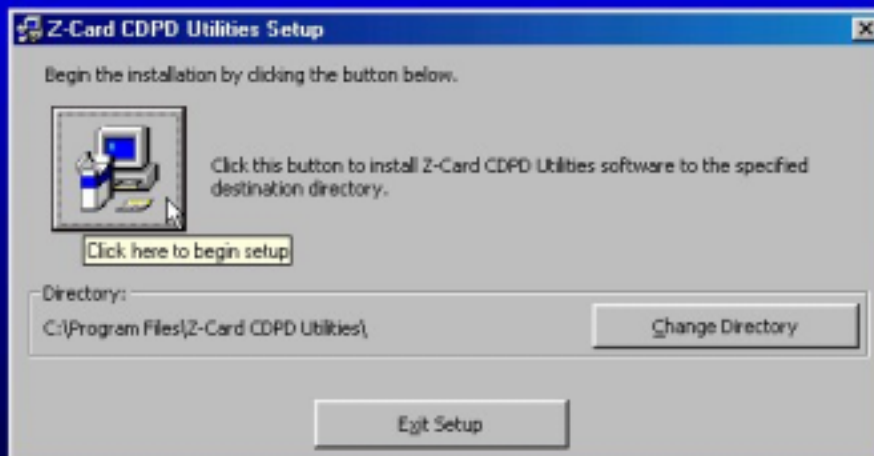 Z-Card CDPD Utilities Setup
Begin the installation by clicking the button below.
Click this button to install Z-Card CDPD Utilities software to the specified
destination directory.
Click here to begin setup
Directory:
C:\Program Files\Z-Card CDPD Utilities\,
Change Directory
Exit Setup